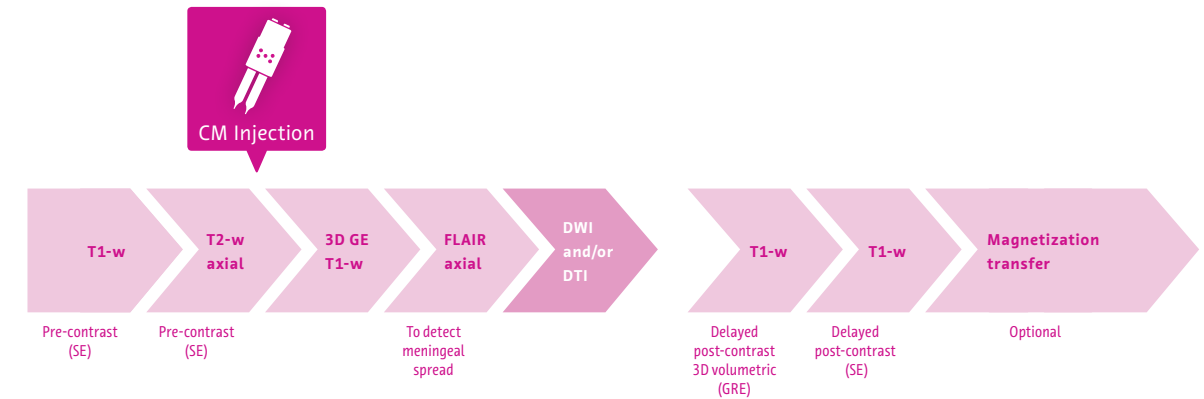 CM Injection
T1-w
T2-w
axial
3D GE
T1-w
FLAIR
axial
DWI
and/or
DTI
T1-w
T1-w
Magnetization
transfer
Pre-contrast
(SE)
Pre-contrast
(SE)
To detect
meningeal
spread
Delayed
post-contrast
3D volumetric
(GRE)
Delayed
post-contrast
(SE)
Optional